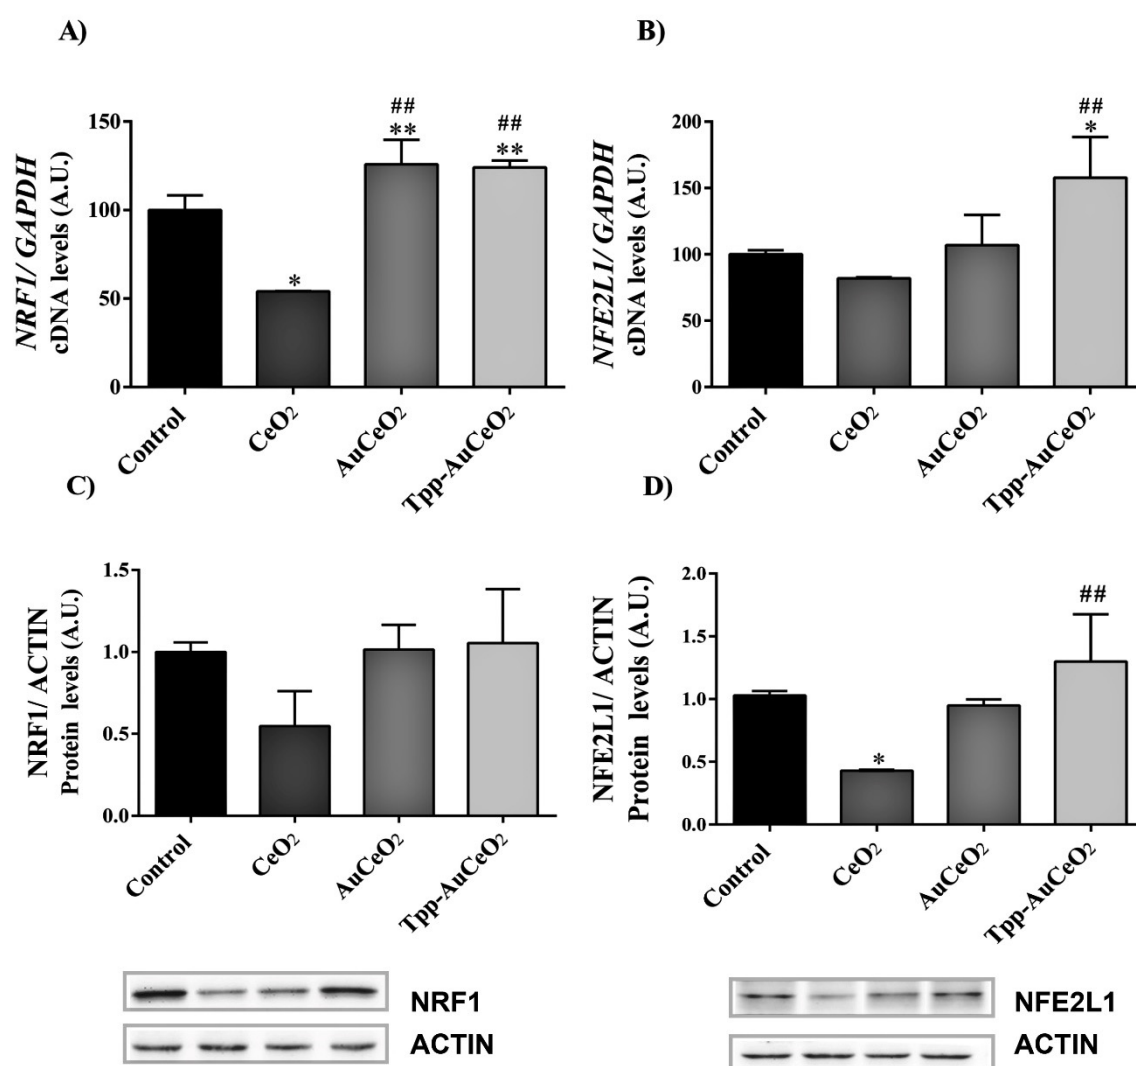 A)
NRF1/ GAPDH
cDNA levels (A.U.)
150
100
50
0
*
##
**
##
**
Control
CeO₂
AuCeO₂
Tpp-AuCeO₂
B)
NFE2L1/ GAPDH
cDNA levels (A.U.)
200
150
100
50
0
##
*
Control
CeO₂
AuCeO₂
Tpp-AuCeO₂
C)
NRF1/ ACTIN
Protein levels (A.U.)
1.5
1.0
0.5
0.0
Control
CeO₂
AuCeO₂
Tpp-AuCeO₂
NRF1
ACTIN
D)
NFE2L1/ ACTIN
Protein levels (A.U.)
2.0
1.5
1.0
0.5
0.0
*
##
Control
CeO₂
AuCeO₂
Tpp-AuCeO₂
NFE2L1
ACTIN